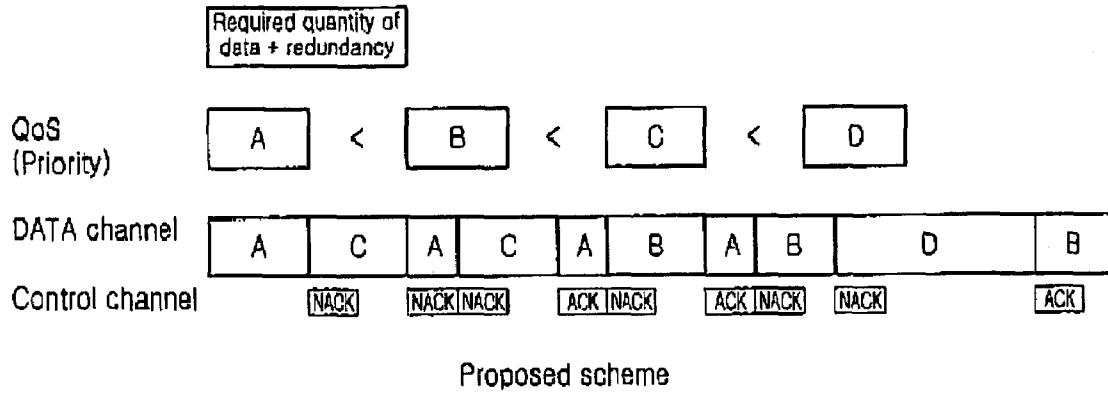 Required quantity of
data + redundancy
QoS
(Priority)
A < B < C < D
DATA channel
A C A C A B A B D B
Control channel
NACK NACK NACK ACK NACK ACK NACK NACK ACK
Proposed scheme